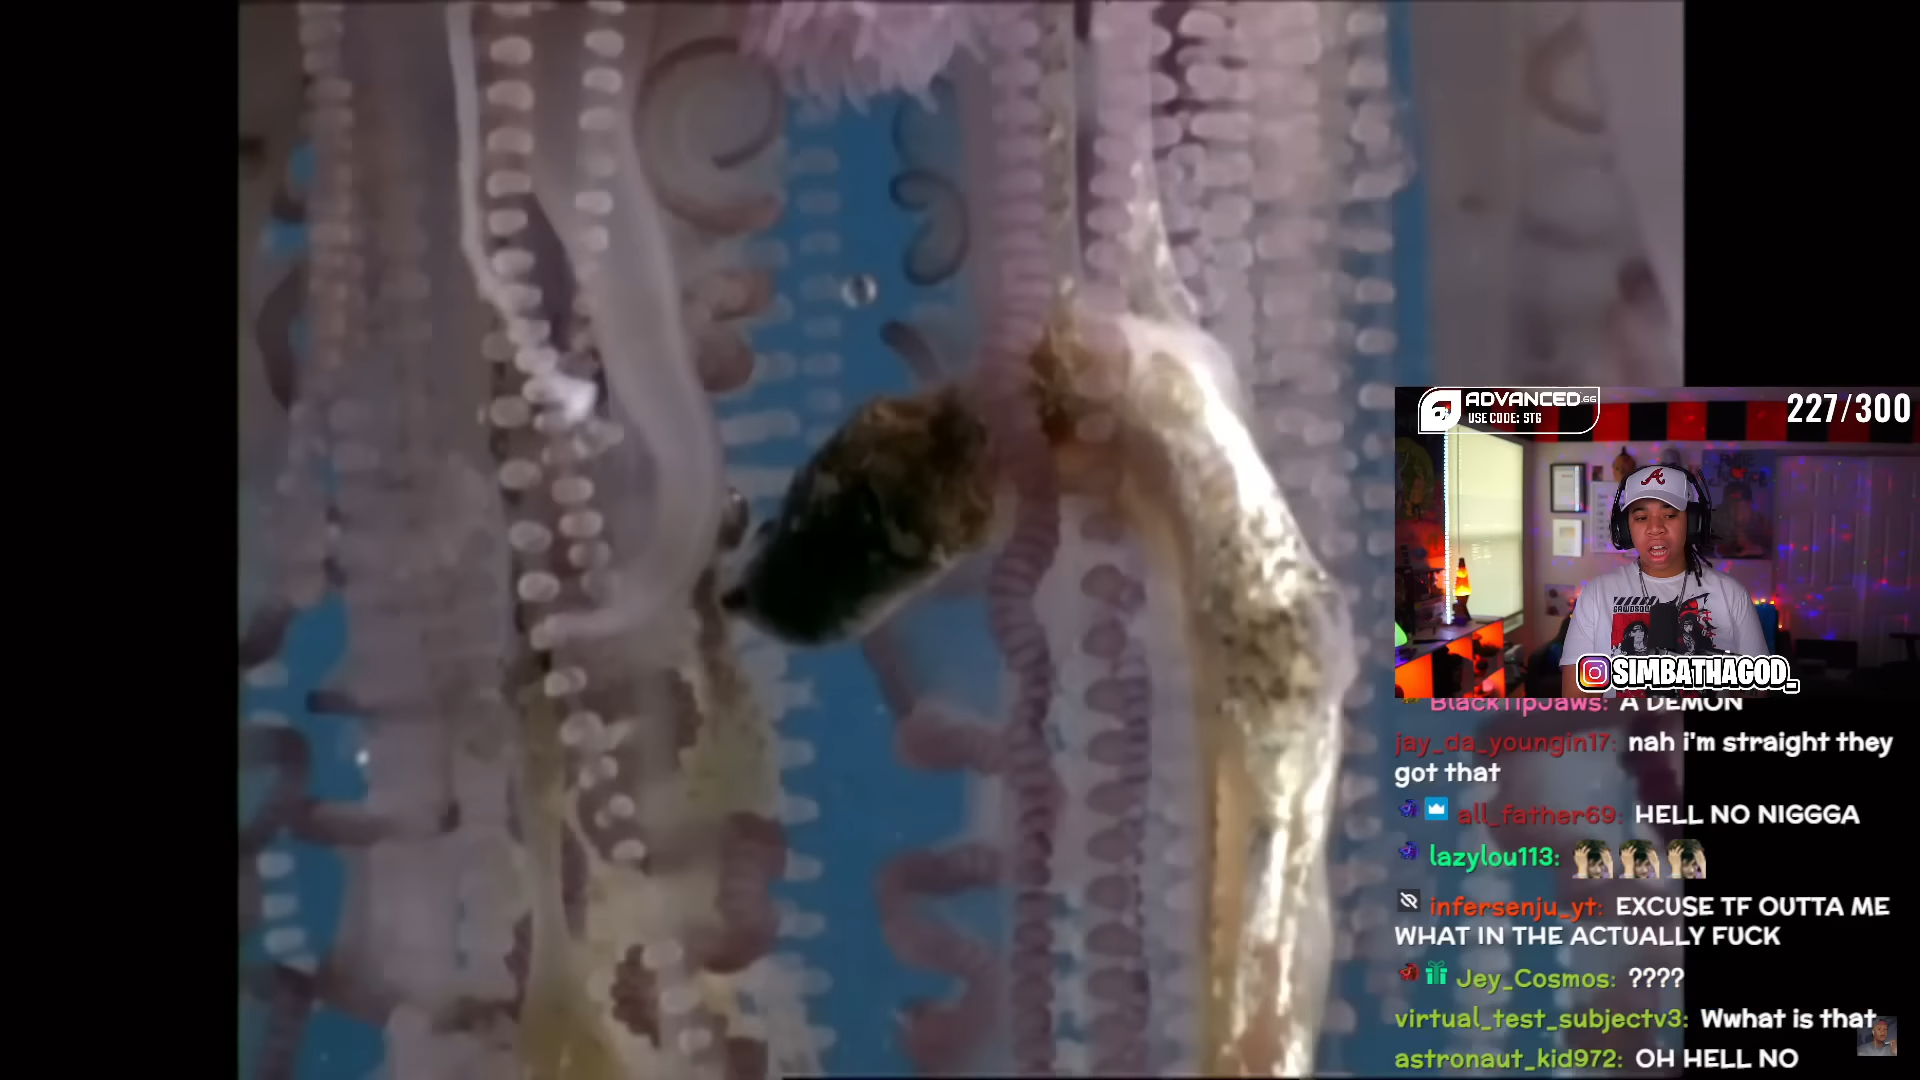 ADVANCED.GG
USE CODE: STG
227/300
SIMBATHAGOD_
BlackTipJaws: A DEMON
jay_da_youngin17: nah i'm straight they
got that
all_father69: HELL NO NIGGGA
lazylou113:
infersenju_yt: EXCUSE TF OUTTA ME
WHAT IN THE ACTUALLY FUCK
Jey_Cosmos: ????
virtual_test_subjectv3: Wwhat is that
astronaut_kid972: OH HELL NO